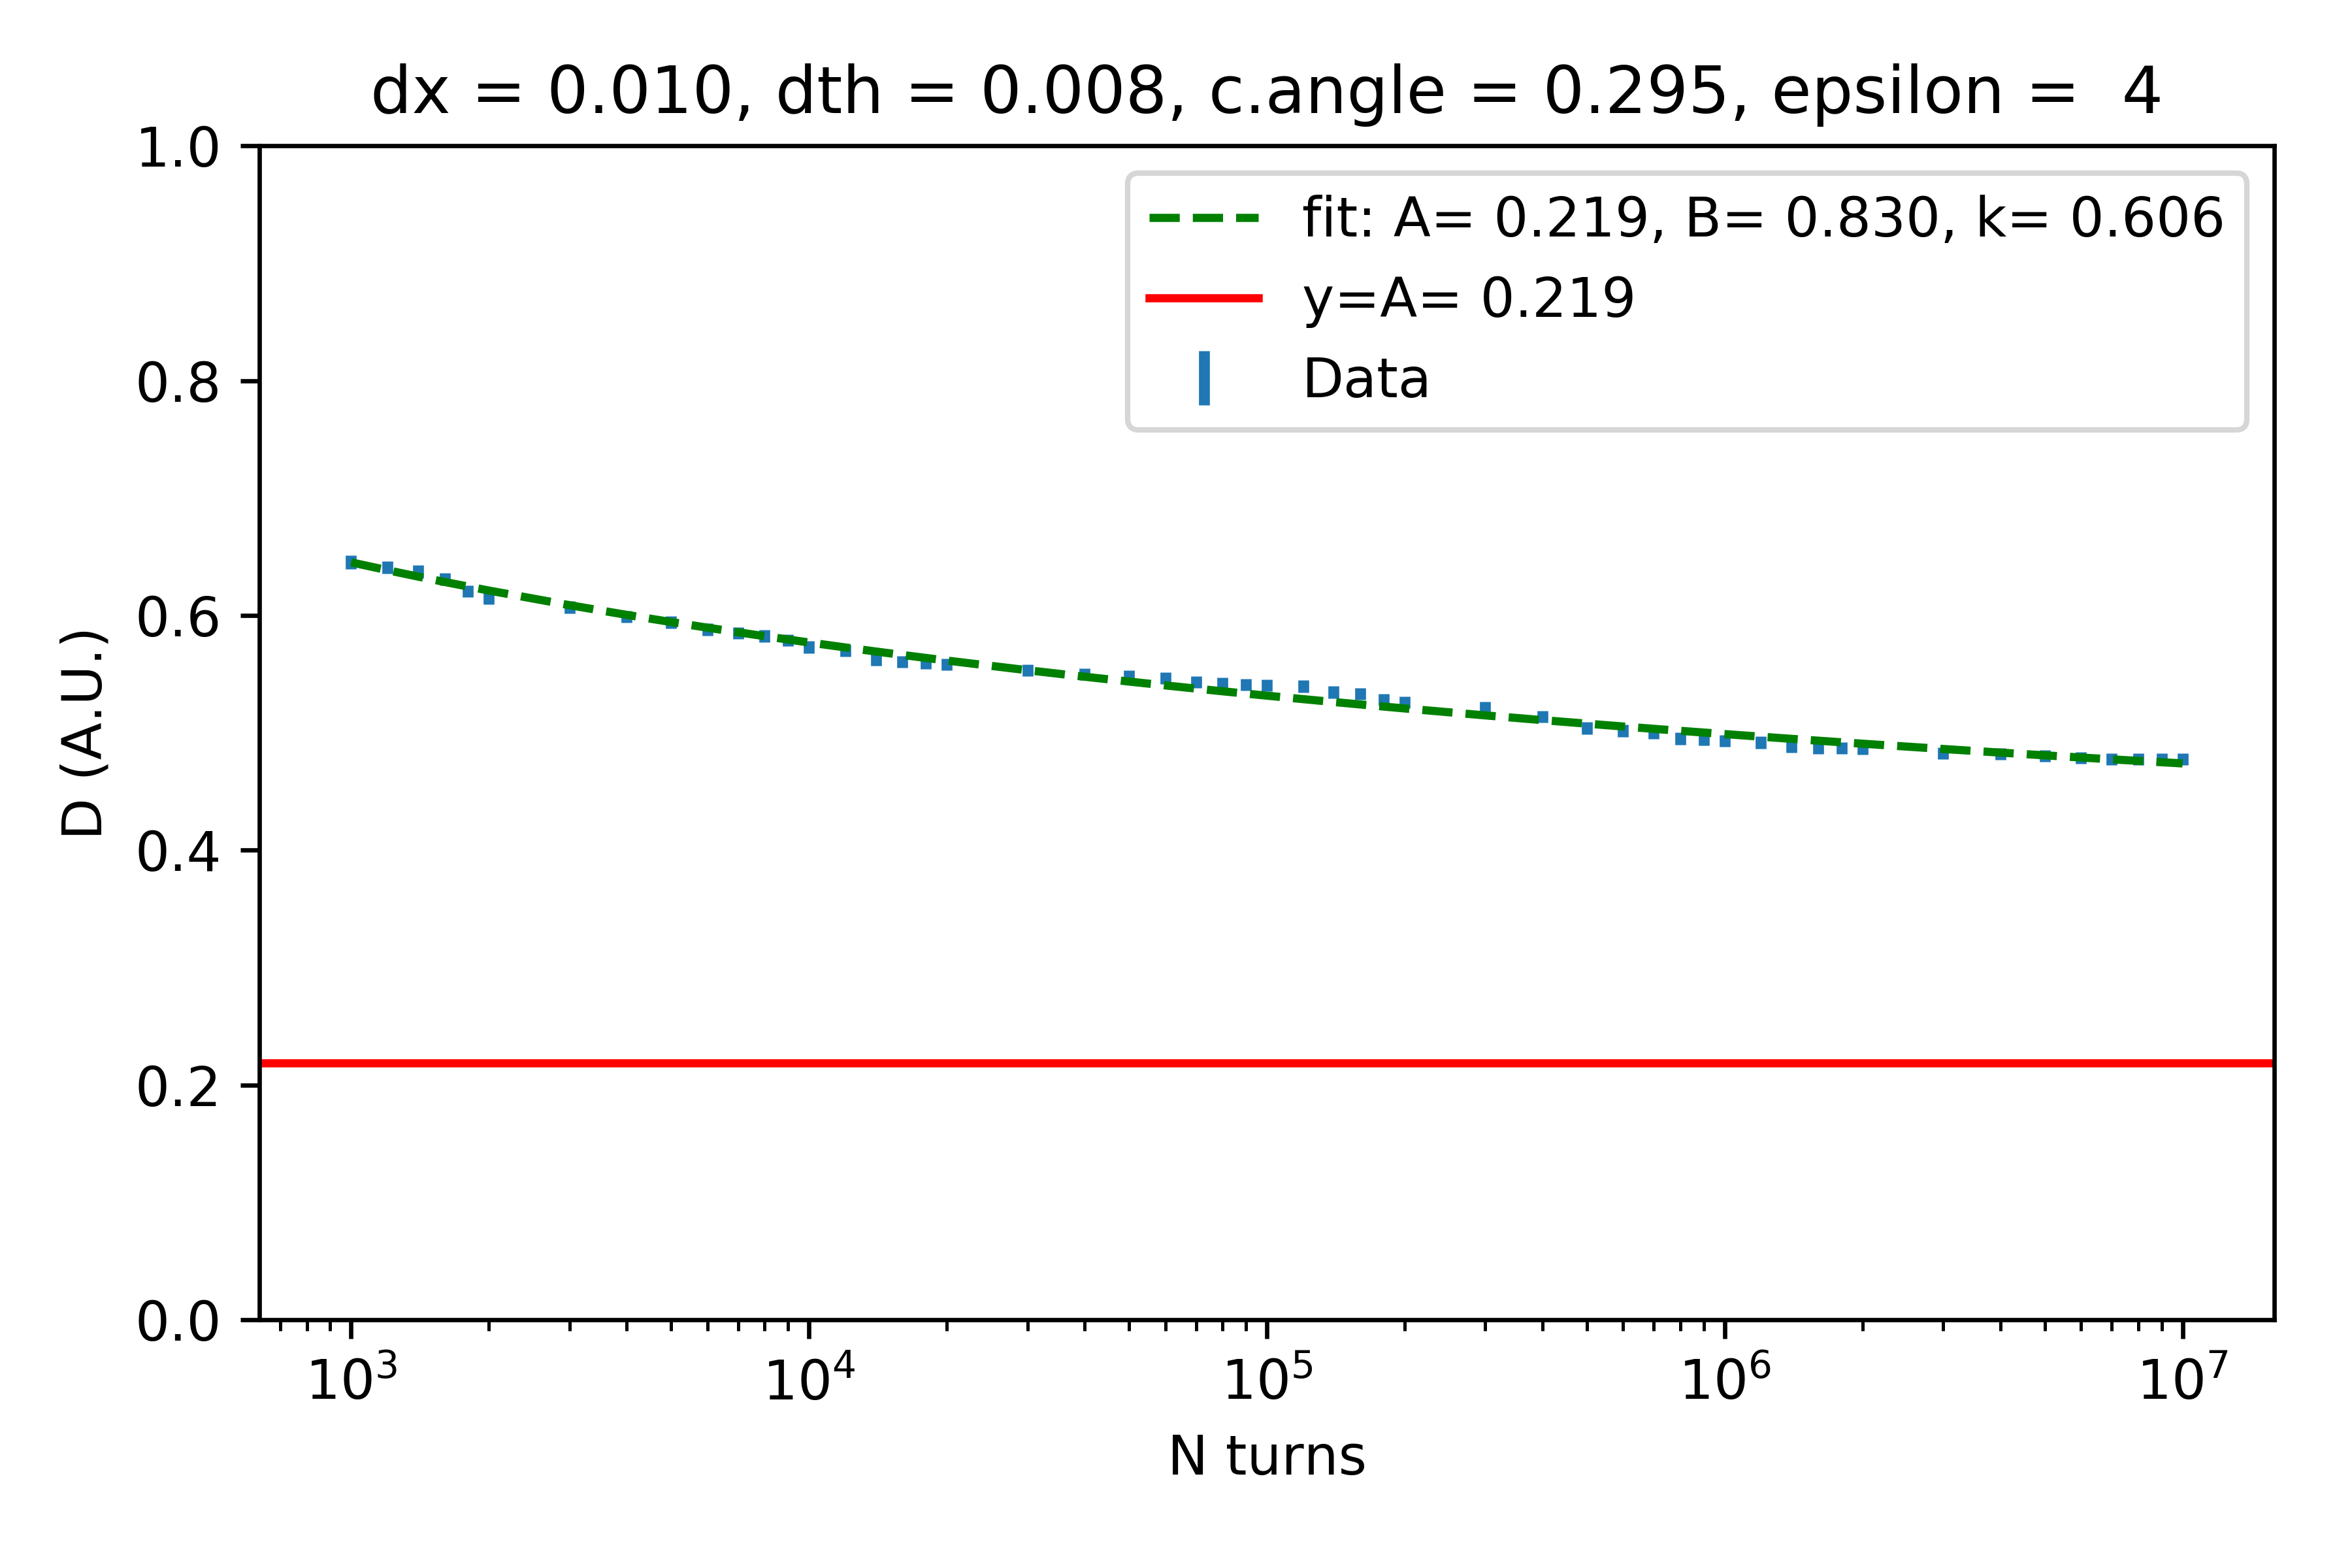 dx = 0.010, dth = 0.008, c.angle = 0.295, epsilon =  4
fit: A= 0.219, B= 0.830, k= 0.606
y=A= 0.219
Data
D (A.U.)
1.0
0.8
0.6
0.4
0.2
0.0
10³ 10⁴ 10⁵ 10⁶ 10⁷
N turns